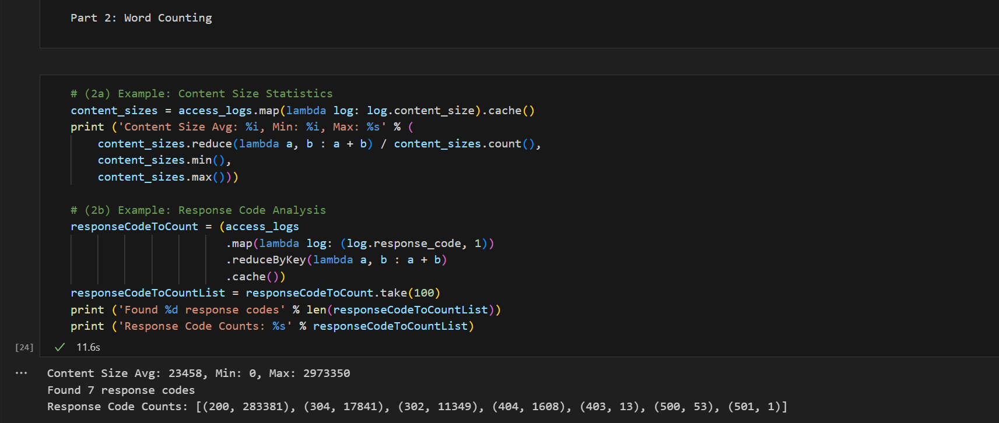 Part 2: Word Counting
# (2a) Example: Content Size Statistics
content_sizes = access_logs.map(lambda log: log.content_size).cache()
print ('Content Size Avg: %i, Min: %i, Max: %s' % (
    content_sizes.reduce(lambda a, b : a + b) / content_sizes.count(),
    content_sizes.min(),
    content_sizes.max()))
# (2b) Example: Response Code Analysis
responseCodeToCount = (access_logs
                       .map(lambda log: (log.response_code, 1))
                       .reduceByKey(lambda a, b : a + b)
                       .cache())
responseCodeToCountList = responseCodeToCount.take(100)
print ('Found %d response codes' % len(responseCodeToCountList))
print ('Response Code Counts: %s' % responseCodeToCountList)
[24] ✓ 11.6s
... Content Size Avg: 23458, Min: 0, Max: 2973350
Found 7 response codes
Response Code Counts: [(200, 283381), (304, 17841), (302, 11349), (404, 1608), (403, 13), (500, 53), (501, 1)]